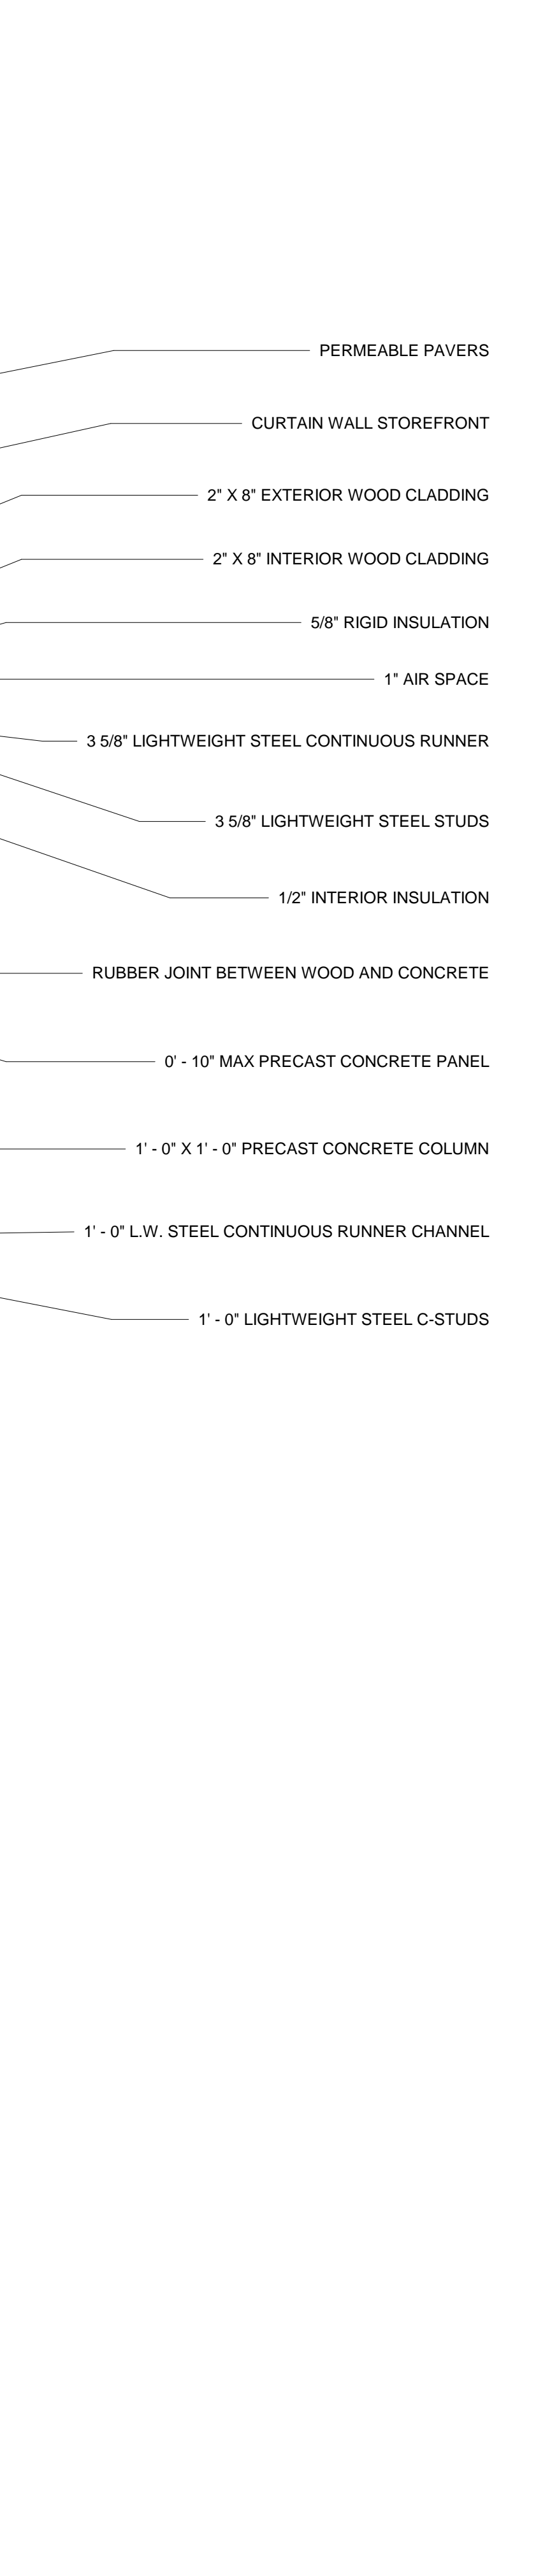 PERMEABLE PAVERS
CURTAIN WALL STOREFRONT
2" X 8" EXTERIOR WOOD CLADDING
2" X 8" INTERIOR WOOD CLADDING
5/8" RIGID INSULATION
1" AIR SPACE
3 5/8" LIGHTWEIGHT STEEL CONTINUOUS RUNNER
3 5/8" LIGHTWEIGHT STEEL STUDS
1/2" INTERIOR INSULATION
RUBBER JOINT BETWEEN WOOD AND CONCRETE
0' - 10" MAX PRECAST CONCRETE PANEL
1' - 0" X 1' - 0" PRECAST CONCRETE COLUMN
1' - 0" L.W. STEEL CONTINUOUS RUNNER CHANNEL
1' - 0" LIGHTWEIGHT STEEL C-STUDS